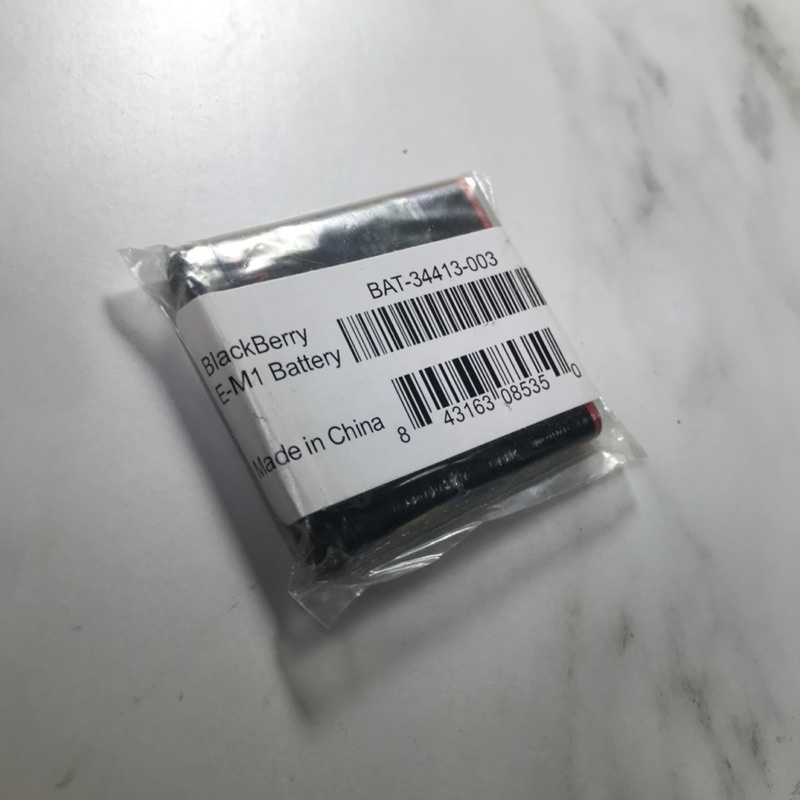 BAT-34413-003
BlackBerry
E-M1 Battery
8 43163 08535 0
Made in China